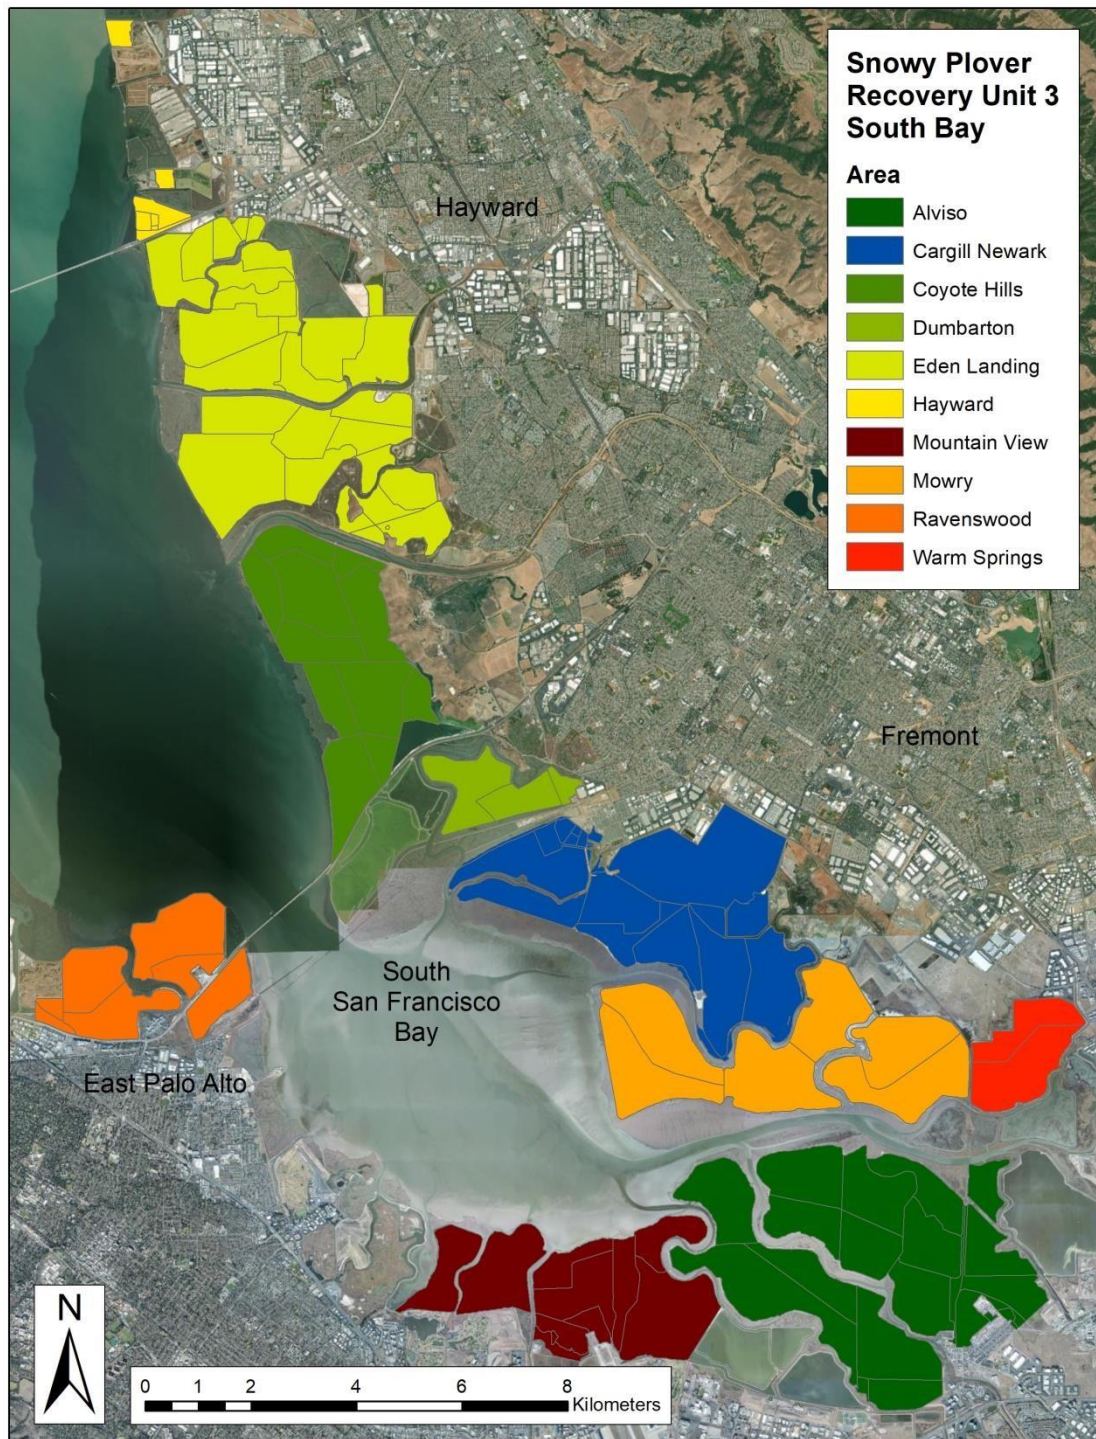 Snowy Plover
Recovery Unit 3
South Bay
Area
Alviso
Cargill Newark
Coyote Hills
Dumbarton
Eden Landing
Hayward
Mountain View
Mowry
Ravenswood
Warm Springs
Hayward
Fremont
South
San Francisco
Bay
East Palo Alto
N
0 1 2 4 6 8
Kilometers